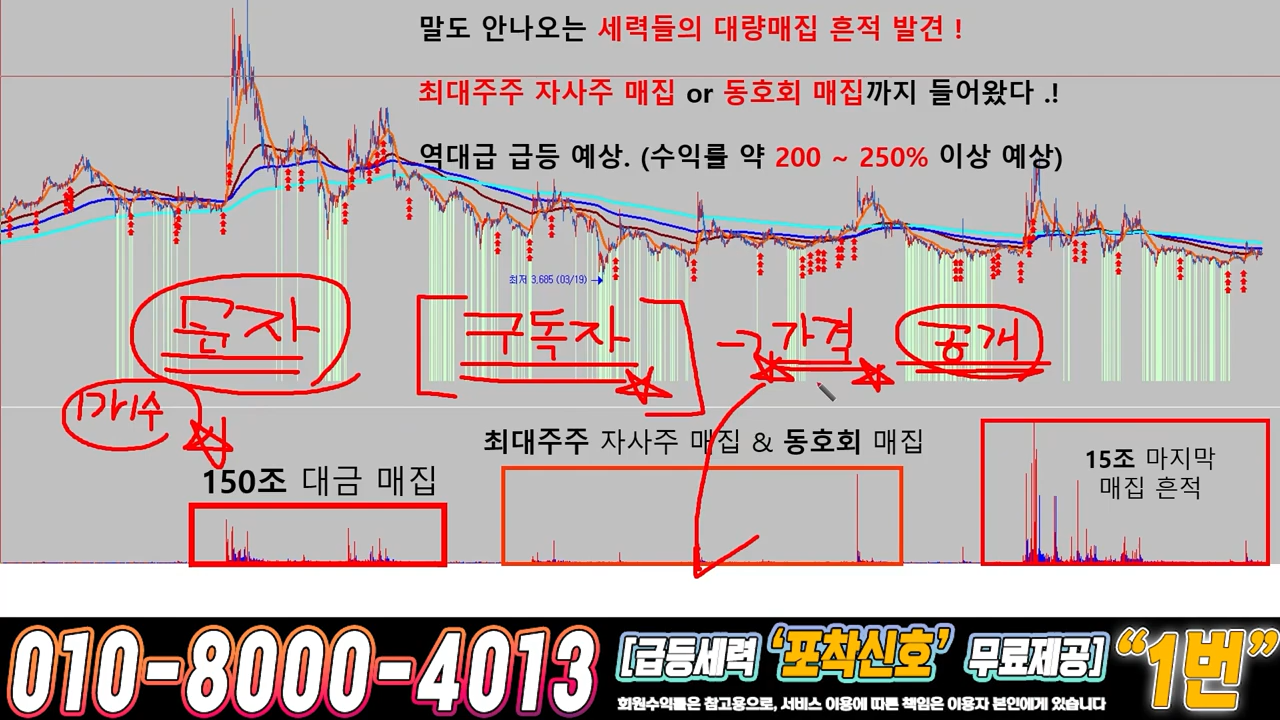 말도 안나오는 세력들의 대량매집 흔적 발견 !
최대주주 자사주 매집 or 동호회 매집까지 들어왔다 .!
역대급 급등 예상. (수익률 약 200 ~ 250% 이상 예상)
최저 3,685 (03/19)
문자
구독자
가격
공개
최대주주 자사주 매집 & 동호회 매집
150조 대금 매집
15조 마지막
매집 흔적
010-8000-4013
[급등세력 ‘포착신호’ 무료제공] “1번”
회원수익률은 참고용으로, 서비스 이용에 따른 책임은 이용자 본인에게 있습니다